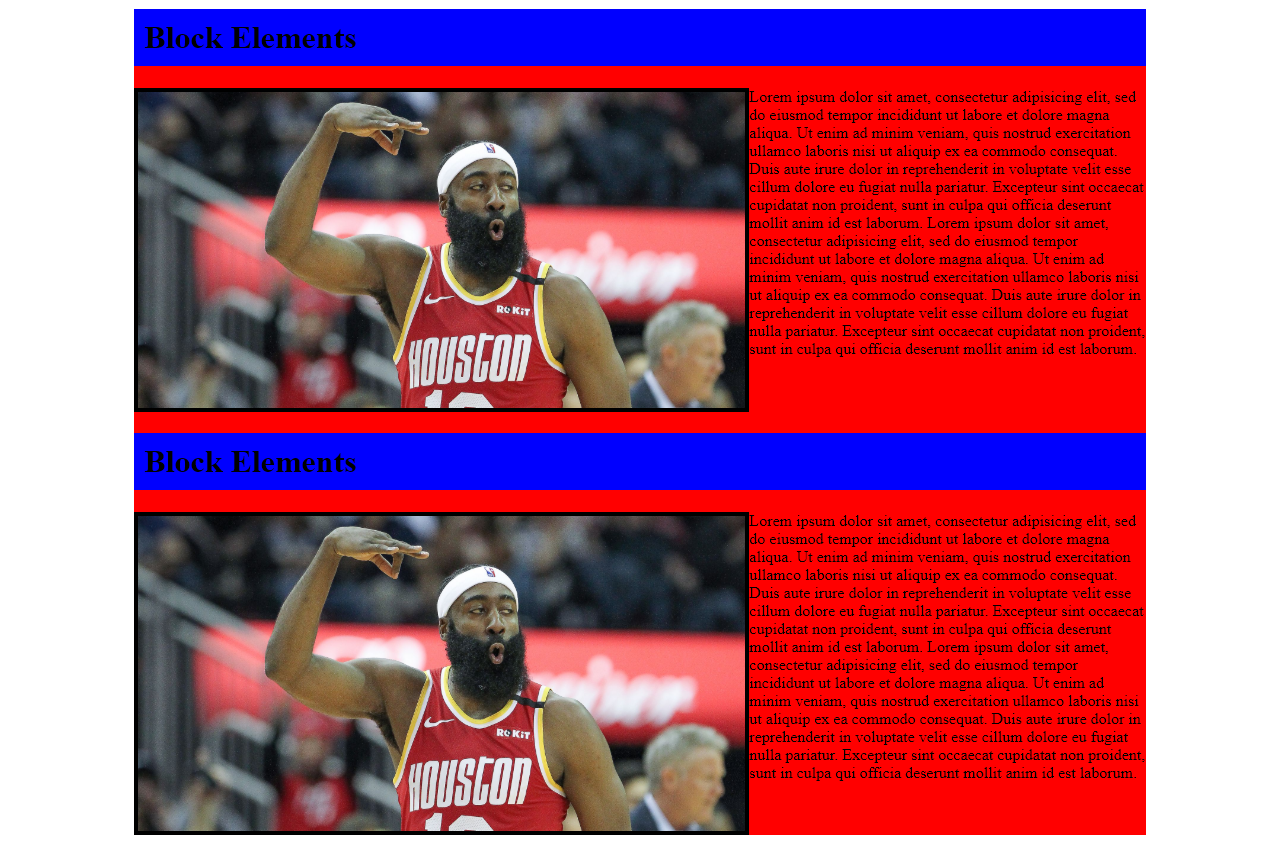 Block Elements
Lorem ipsum dolor sit amet, consectetur adipisicing elit, sed
do eiusmod tempor incididunt ut labore et dolore magna
aliqua. Ut enim ad minim veniam, quis nostrud exercitation
ullamco laboris nisi ut aliquip ex ea commodo consequat.
Duis aute irure dolor in reprehenderit in voluptate velit esse
cillum dolore eu fugiat nulla pariatur. Excepteur sint occaecat
cupidatat non proident, sunt in culpa qui officia deserunt
mollit anim id est laborum. Lorem ipsum dolor sit amet,
consectetur adipisicing elit, sed do eiusmod tempor
incididunt ut labore et dolore magna aliqua. Ut enim ad
minim veniam, quis nostrud exercitation ullamco laboris nisi
ut aliquip ex ea commodo consequat. Duis aute irure dolor in
reprehenderit in voluptate velit esse cillum dolore eu fugiat
nulla pariatur. Excepteur sint occaecat cupidatat non proident,
sunt in culpa qui officia deserunt mollit anim id est laborum.
ROKiT
HOUSTON
13
Block Elements
Lorem ipsum dolor sit amet, consectetur adipisicing elit, sed
do eiusmod tempor incididunt ut labore et dolore magna
aliqua. Ut enim ad minim veniam, quis nostrud exercitation
ullamco laboris nisi ut aliquip ex ea commodo consequat.
Duis aute irure dolor in reprehenderit in voluptate velit esse
cillum dolore eu fugiat nulla pariatur. Excepteur sint occaecat
cupidatat non proident, sunt in culpa qui officia deserunt
mollit anim id est laborum. Lorem ipsum dolor sit amet,
consectetur adipisicing elit, sed do eiusmod tempor
incididunt ut labore et dolore magna aliqua. Ut enim ad
minim veniam, quis nostrud exercitation ullamco laboris nisi
ut aliquip ex ea commodo consequat. Duis aute irure dolor in
reprehenderit in voluptate velit esse cillum dolore eu fugiat
nulla pariatur. Excepteur sint occaecat cupidatat non proident,
sunt in culpa qui officia deserunt mollit anim id est laborum.
ROKiT
HOUSTON
13